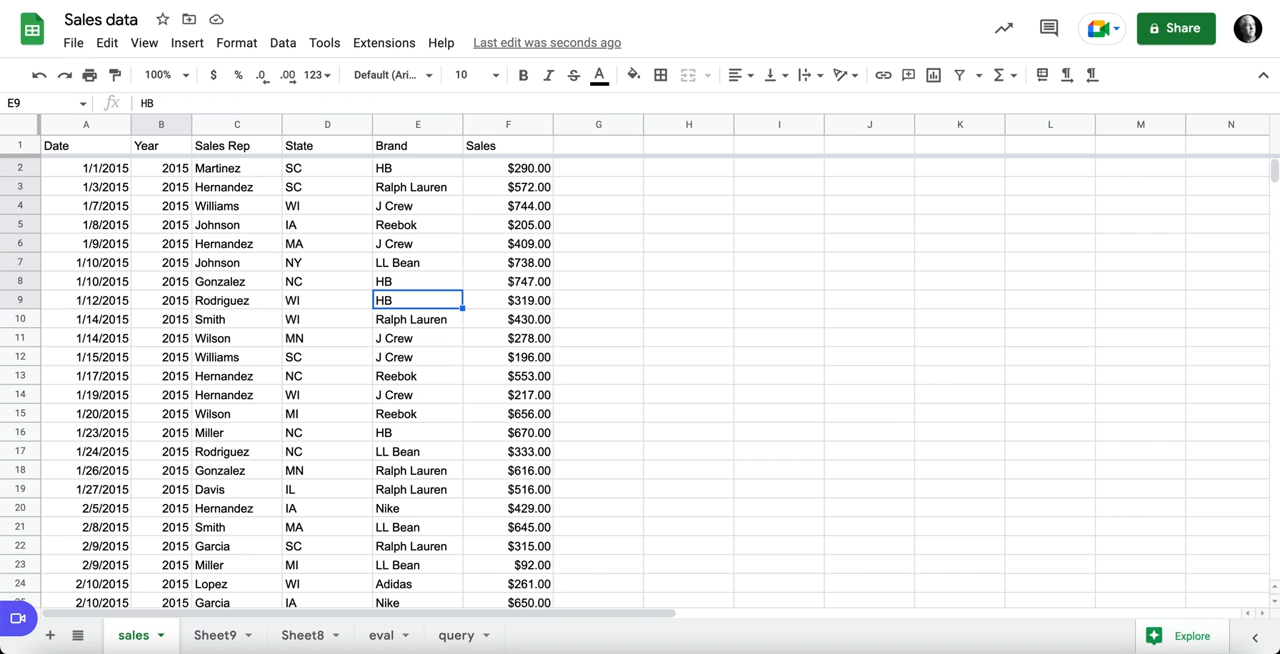 Sales data
File Edit View Insert Format Data Tools Extensions Help Last edit was seconds ago
Share
100% $ % .0 .00 123 Default (Ari... 10 B I S A Σ
E9 fx HB
A B C D E F G H I J K L M N
1 Date Year Sales Rep State Brand Sales
2 1/1/2015 2015 Martinez SC HB $290.00
3 1/3/2015 2015 Hernandez SC Ralph Lauren $572.00
4 1/7/2015 2015 Williams WI J Crew $744.00
5 1/8/2015 2015 Johnson IA Reebok $205.00
6 1/9/2015 2015 Hernandez MA J Crew $409.00
7 1/10/2015 2015 Johnson NY LL Bean $738.00
8 1/10/2015 2015 Gonzalez NC HB $747.00
9 1/12/2015 2015 Rodriguez WI HB $319.00
10 1/14/2015 2015 Smith WI Ralph Lauren $430.00
11 1/14/2015 2015 Wilson MN J Crew $278.00
12 1/15/2015 2015 Williams SC J Crew $196.00
13 1/17/2015 2015 Hernandez NC Reebok $553.00
14 1/19/2015 2015 Hernandez WI J Crew $217.00
15 1/20/2015 2015 Wilson MI Reebok $656.00
16 1/23/2015 2015 Miller NC HB $670.00
17 1/24/2015 2015 Rodriguez NC LL Bean $333.00
18 1/26/2015 2015 Gonzalez MN Ralph Lauren $616.00
19 1/27/2015 2015 Davis IL Ralph Lauren $516.00
20 2/5/2015 2015 Hernandez IA Nike $429.00
21 2/8/2015 2015 Smith MA LL Bean $645.00
22 2/9/2015 2015 Garcia SC Ralph Lauren $315.00
23 2/9/2015 2015 Miller MI LL Bean $92.00
24 2/10/2015 2015 Lopez WI Adidas $261.00
2/10/2015 2015 Garcia IA Nike $650.00
sales Sheet9 Sheet8 eval query Explore